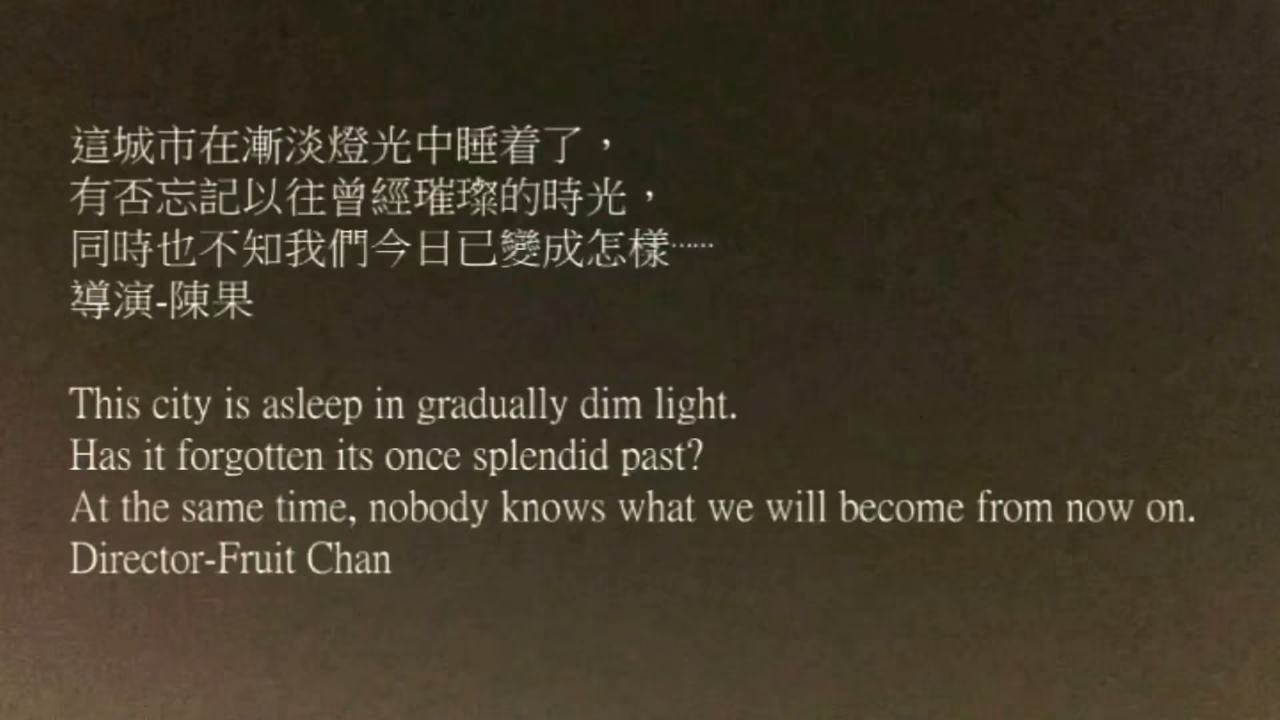 這城市在漸淡燈光中睡着了，
有否忘記以往曾經璀璨的時光，
同時也不知我們今日已變成怎樣……
導演-陳果
This city is asleep in gradually dim light.
Has it forgotten its once splendid past?
At the same time, nobody knows what we will become from now on.
Director-Fruit Chan